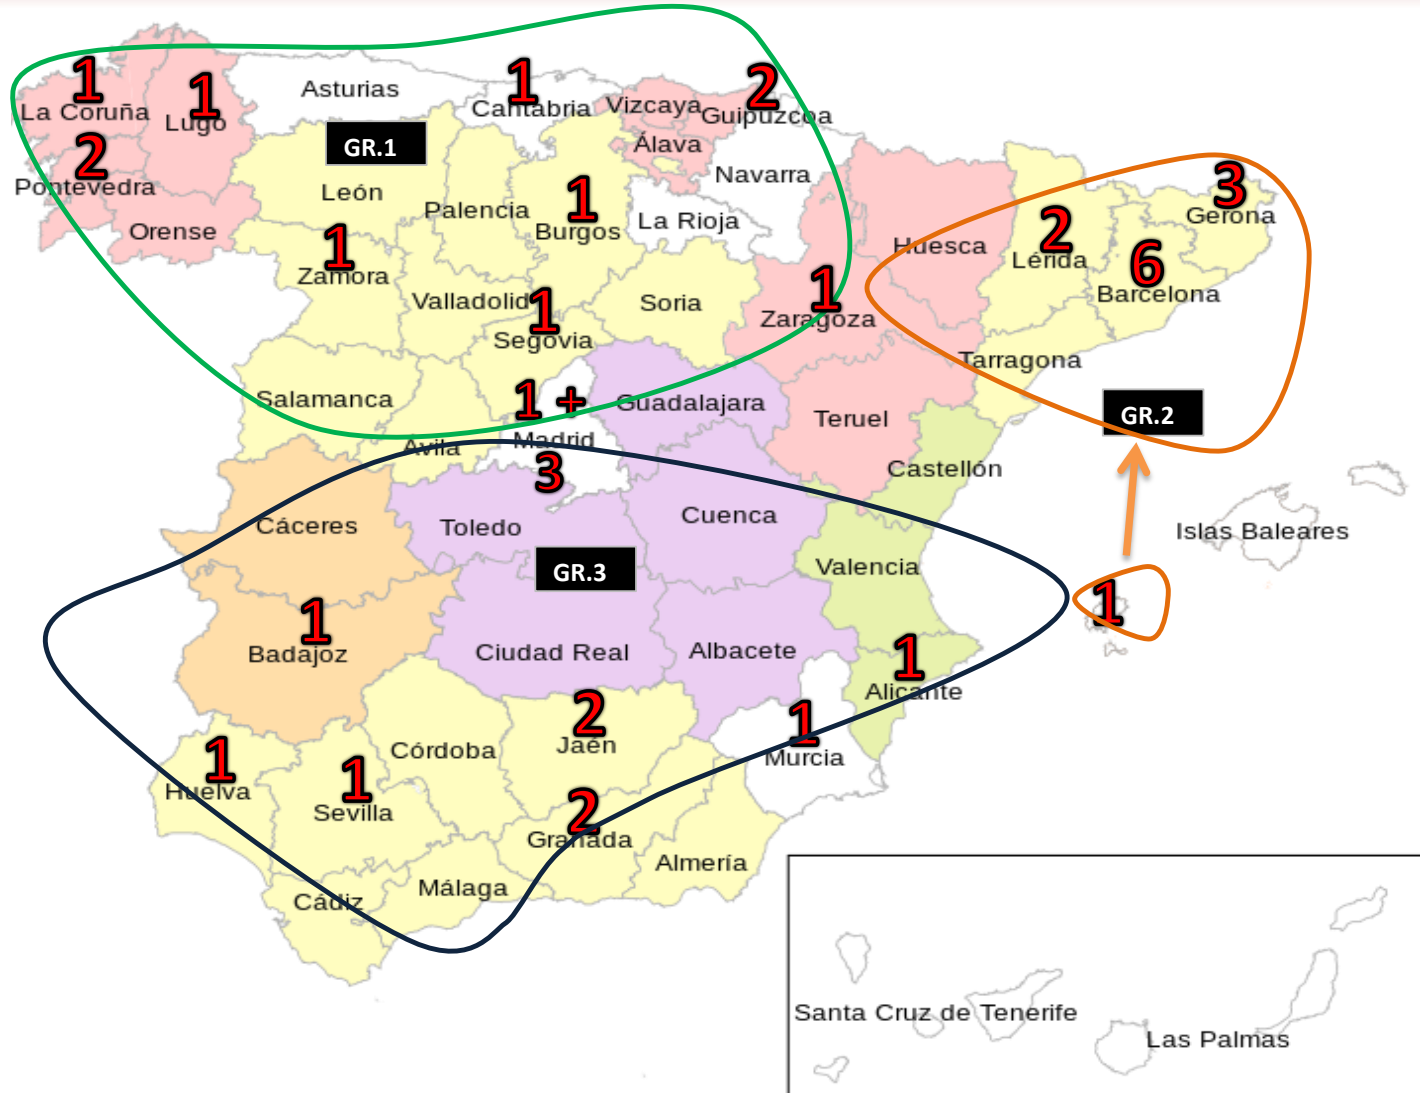 1
1
Asturias
1
Cantabria
Vizcaya
2
Guipúzcoa
La Coruña
Lugo
GR.1
Álava
2
Pontevedra
León
Navarra
3
Gerona
Palencia
1
Burgos
La Rioja
Orense
2
Lérida
Huesca
1
Zamora
6
Barcelona
Valladolid
1
Segovia
Soria
1
Zaragoza
Tarragona
Salamanca
1 +
Guadalajara
Teruel
GR.2
Ávila
Madrid
3
Castellón
Cáceres
Toledo
Cuenca
Islas Baleares
GR.3
Valencia
1
1
Badajoz
Ciudad Real
Albacete
1
Alicante
2
Jaén
1
Murcia
Córdoba
1
Huelva
1
Sevilla
2
Granada
Almería
Málaga
Cádiz
Santa Cruz de Tenerife
Las Palmas